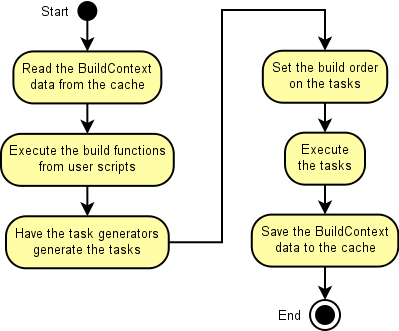 Start
Read the BuildContext
data from the cache
Execute the build functions
from user scripts
Have the task generators
generate the tasks
Set the build order
on the tasks
Execute
the tasks
Save the BuildContext
data to the cache
End